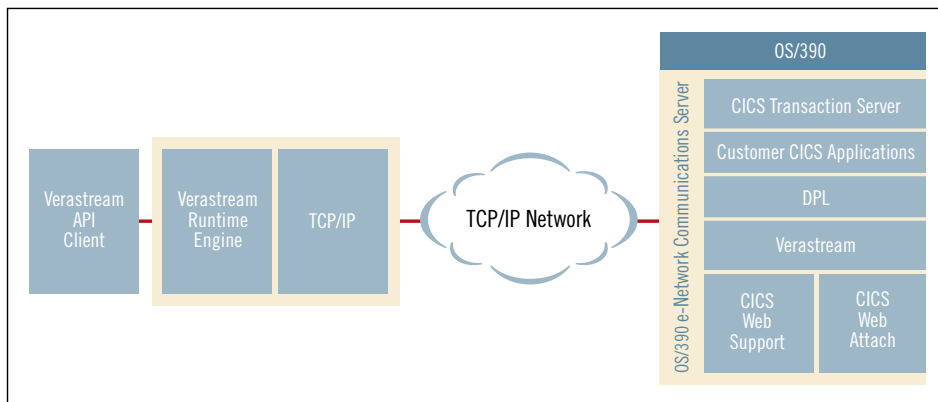 Verastream
API
Client
Verastream
Runtime
Engine
TCP/IP
TCP/IP Network
OS/390
OS/390 e-Network Communications Server
CICS Transaction Server
Customer CICS Applications
DPL
Verastream
CICS
Web
Support
CICS
Web
Attach